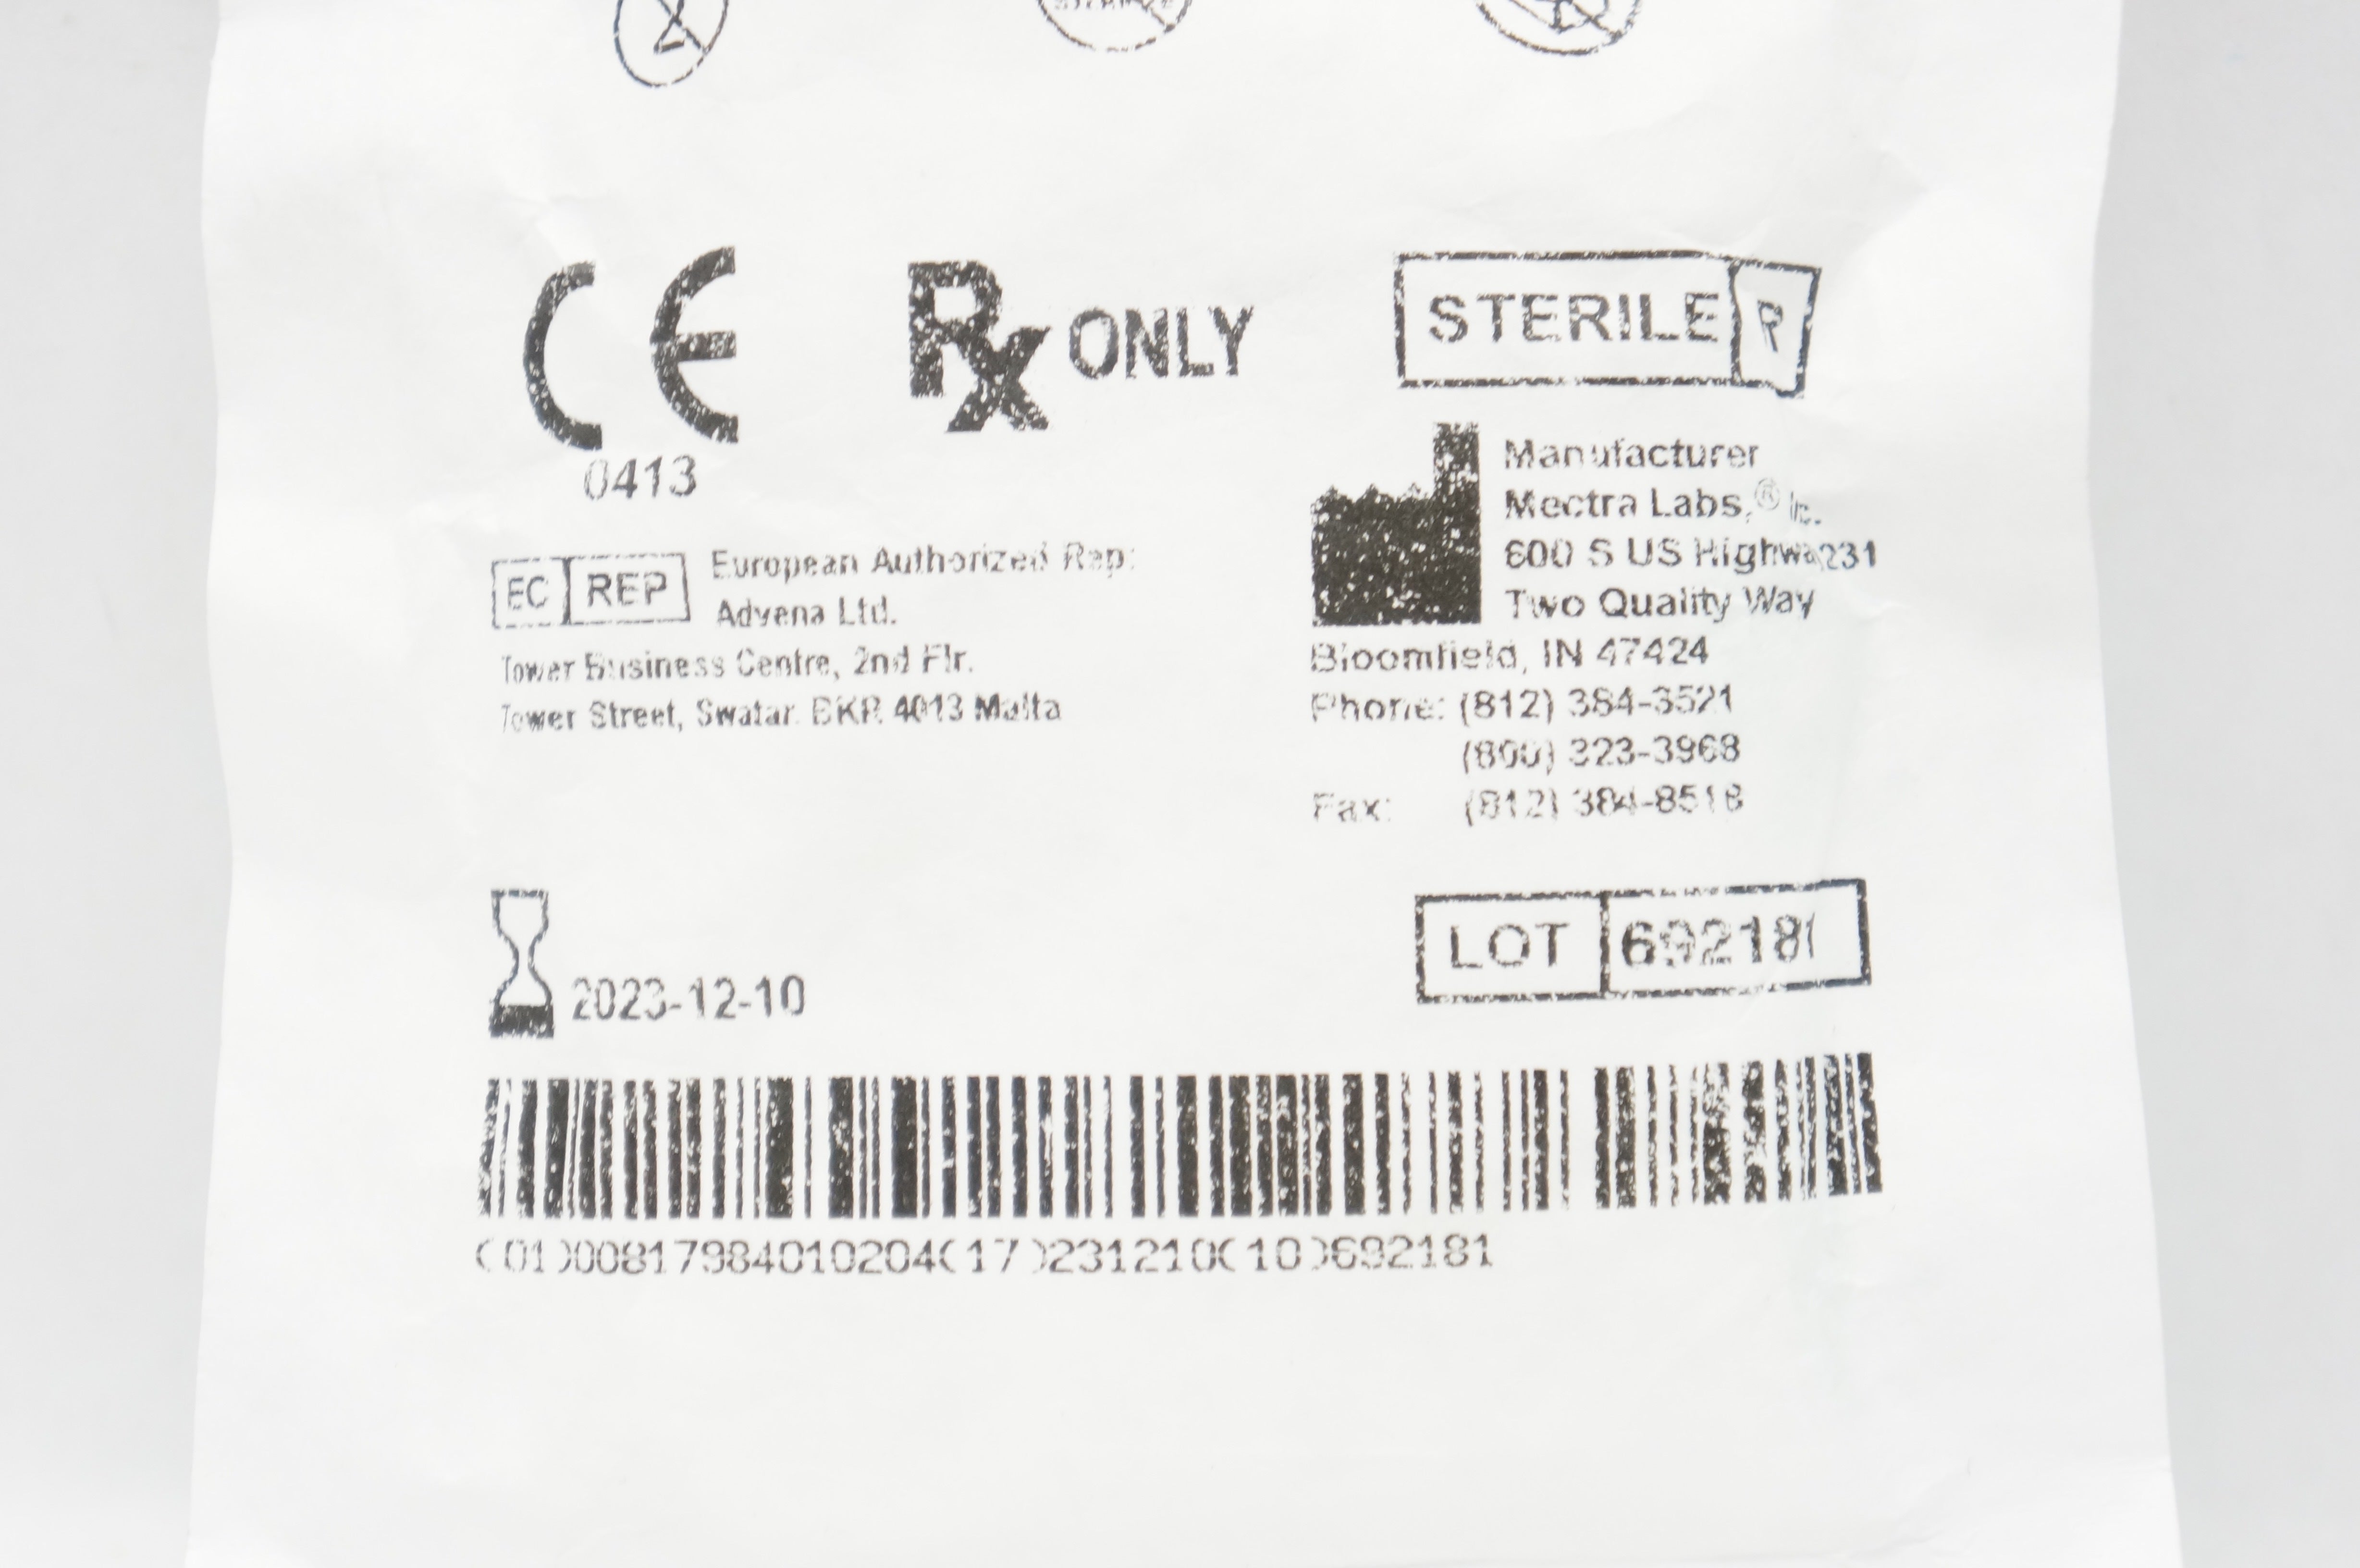 CE
0413
Rx ONLY
STERILE R
EC REP
European Authorized Rep:
Advena Ltd.
Tower Business Centre, 2nd Flr.
Tower Street, Swatar. BKR 4013 Malta
Manufacturer
Mectra Labs,® Inc.
600 S US Highway 231
Two Quality Way
Bloomfield, IN 47424
Phone: (812) 384-3521
(800) 323-3968
Fax: (812) 384-8518
2023-12-10
LOT 692181
(01)00817984010204(17)231210(10)692181